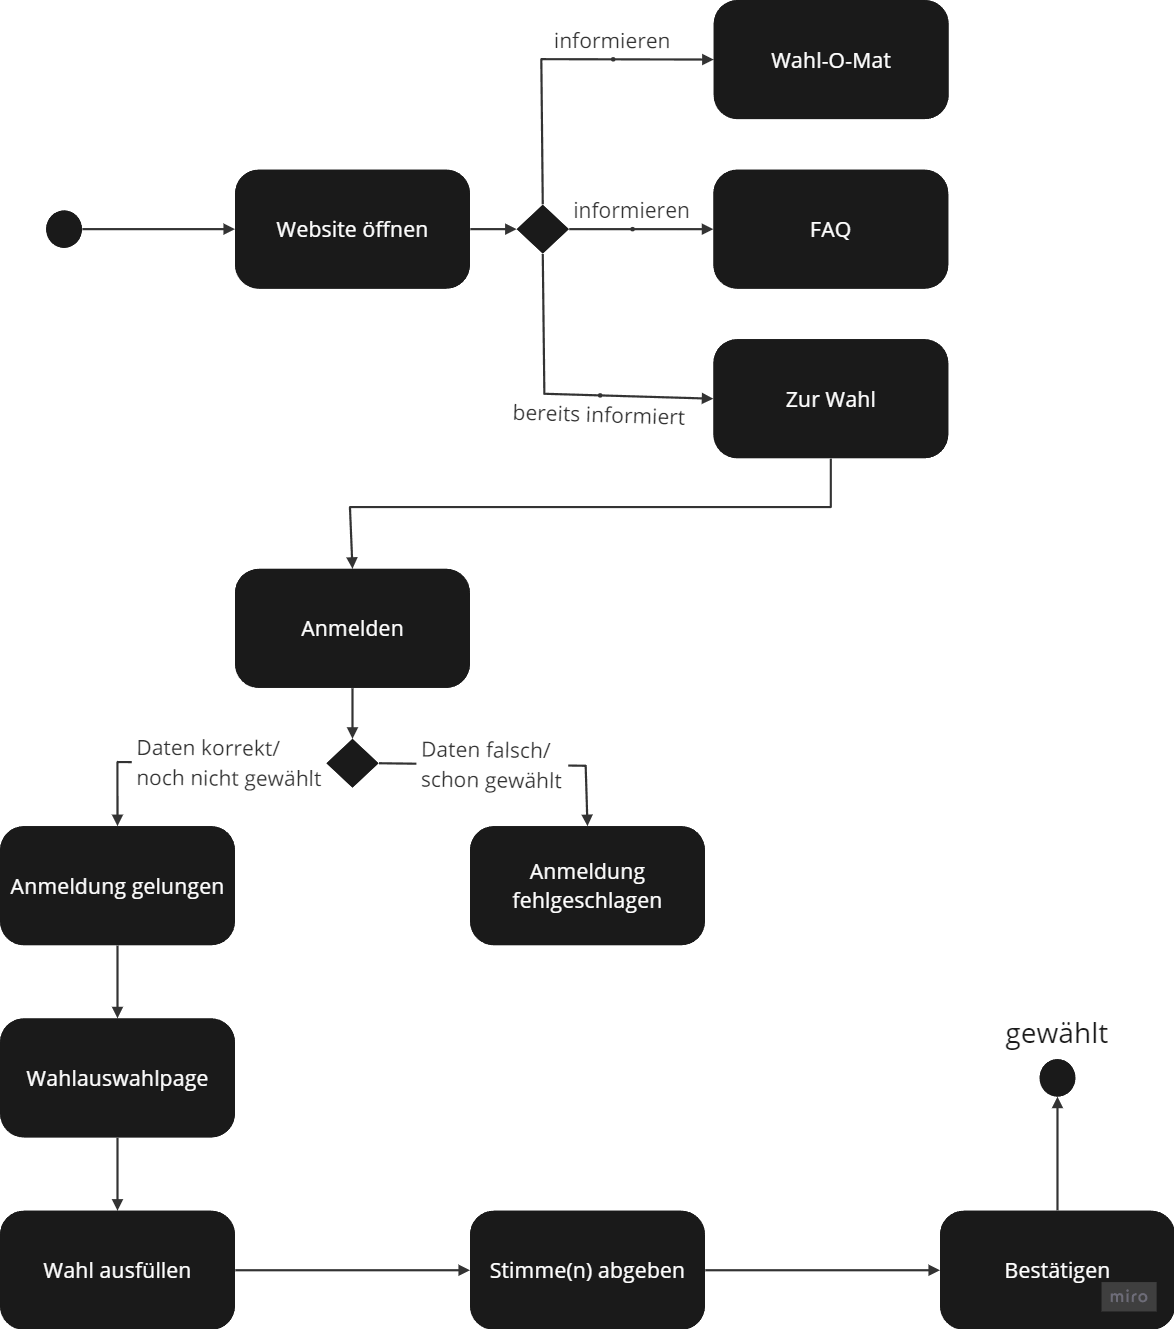 informieren
Wahl-O-Mat
Website öffnen
informieren
FAQ
Zur Wahl
bereits informiert
Anmelden
Daten korrekt/
noch nicht gewählt
Daten falsch/
schon gewählt
Anmeldung gelungen
Anmeldung
fehlgeschlagen
gewählt
Wahlauswahlpage
Wahl ausfüllen
Stimme(n) abgeben
Bestätigen
miro